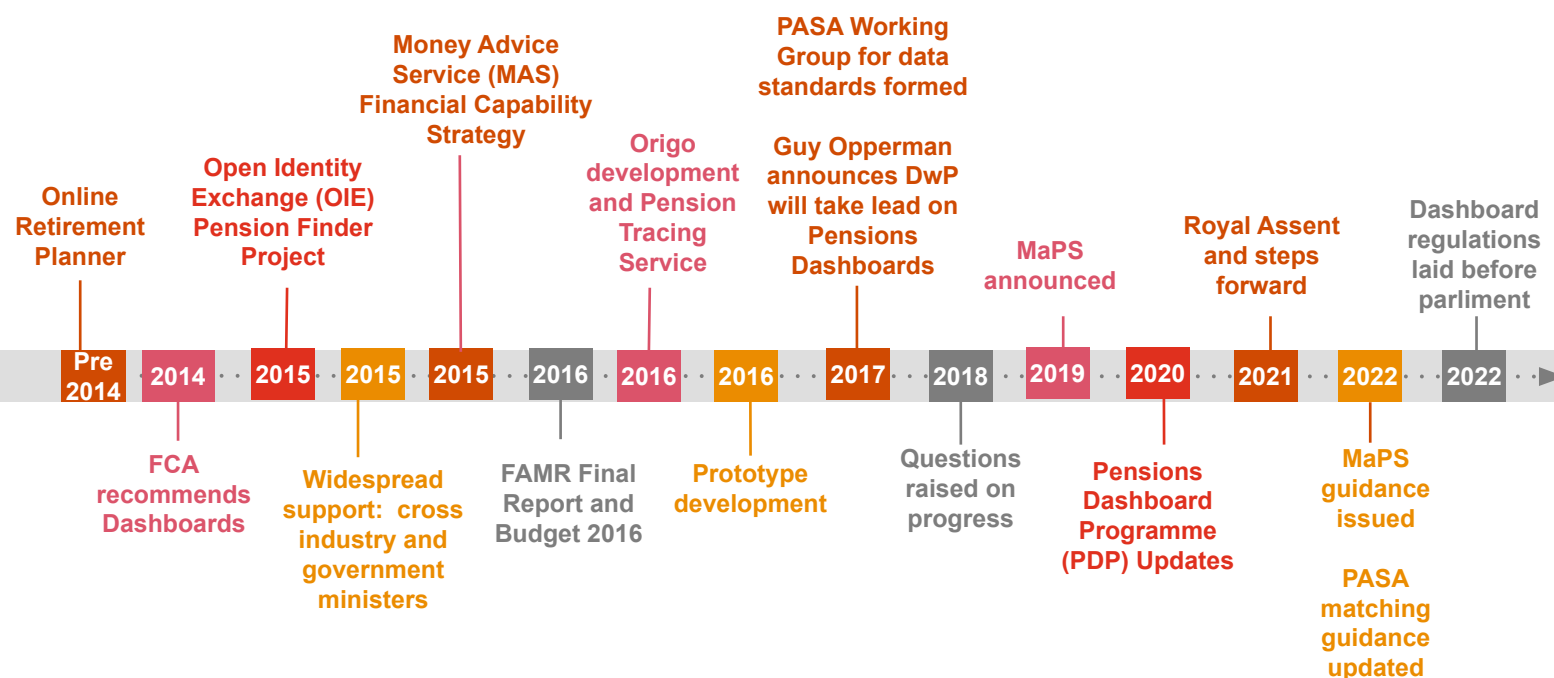 Online
Retirement
Planner
Open Identity
Exchange (OIE)
Pension Finder
Project
Money Advice
Service (MAS)
Financial Capability
Strategy
Origo
development
and Pension
Tracing
Service
PASA Working
Group for data
standards formed
Guy Opperman
announces DwP
will take lead on
Pensions
Dashboards
MaPS
announced
Royal Assent
and steps
forward
Dashboard
regulations
laid before
parliment
Pre
2014
2014
2015
2015
2015
2016
2016
2016
2017
2018
2019
2020
2021
2022
2022
FCA
recommends
Dashboards
Widespread
support:  cross
industry and
government
ministers
FAMR Final
Report and
Budget 2016
Prototype
development
Questions
raised on
progress
Pensions
Dashboard
Programme
(PDP) Updates
MaPS
guidance
issued
PASA
matching
guidance
updated